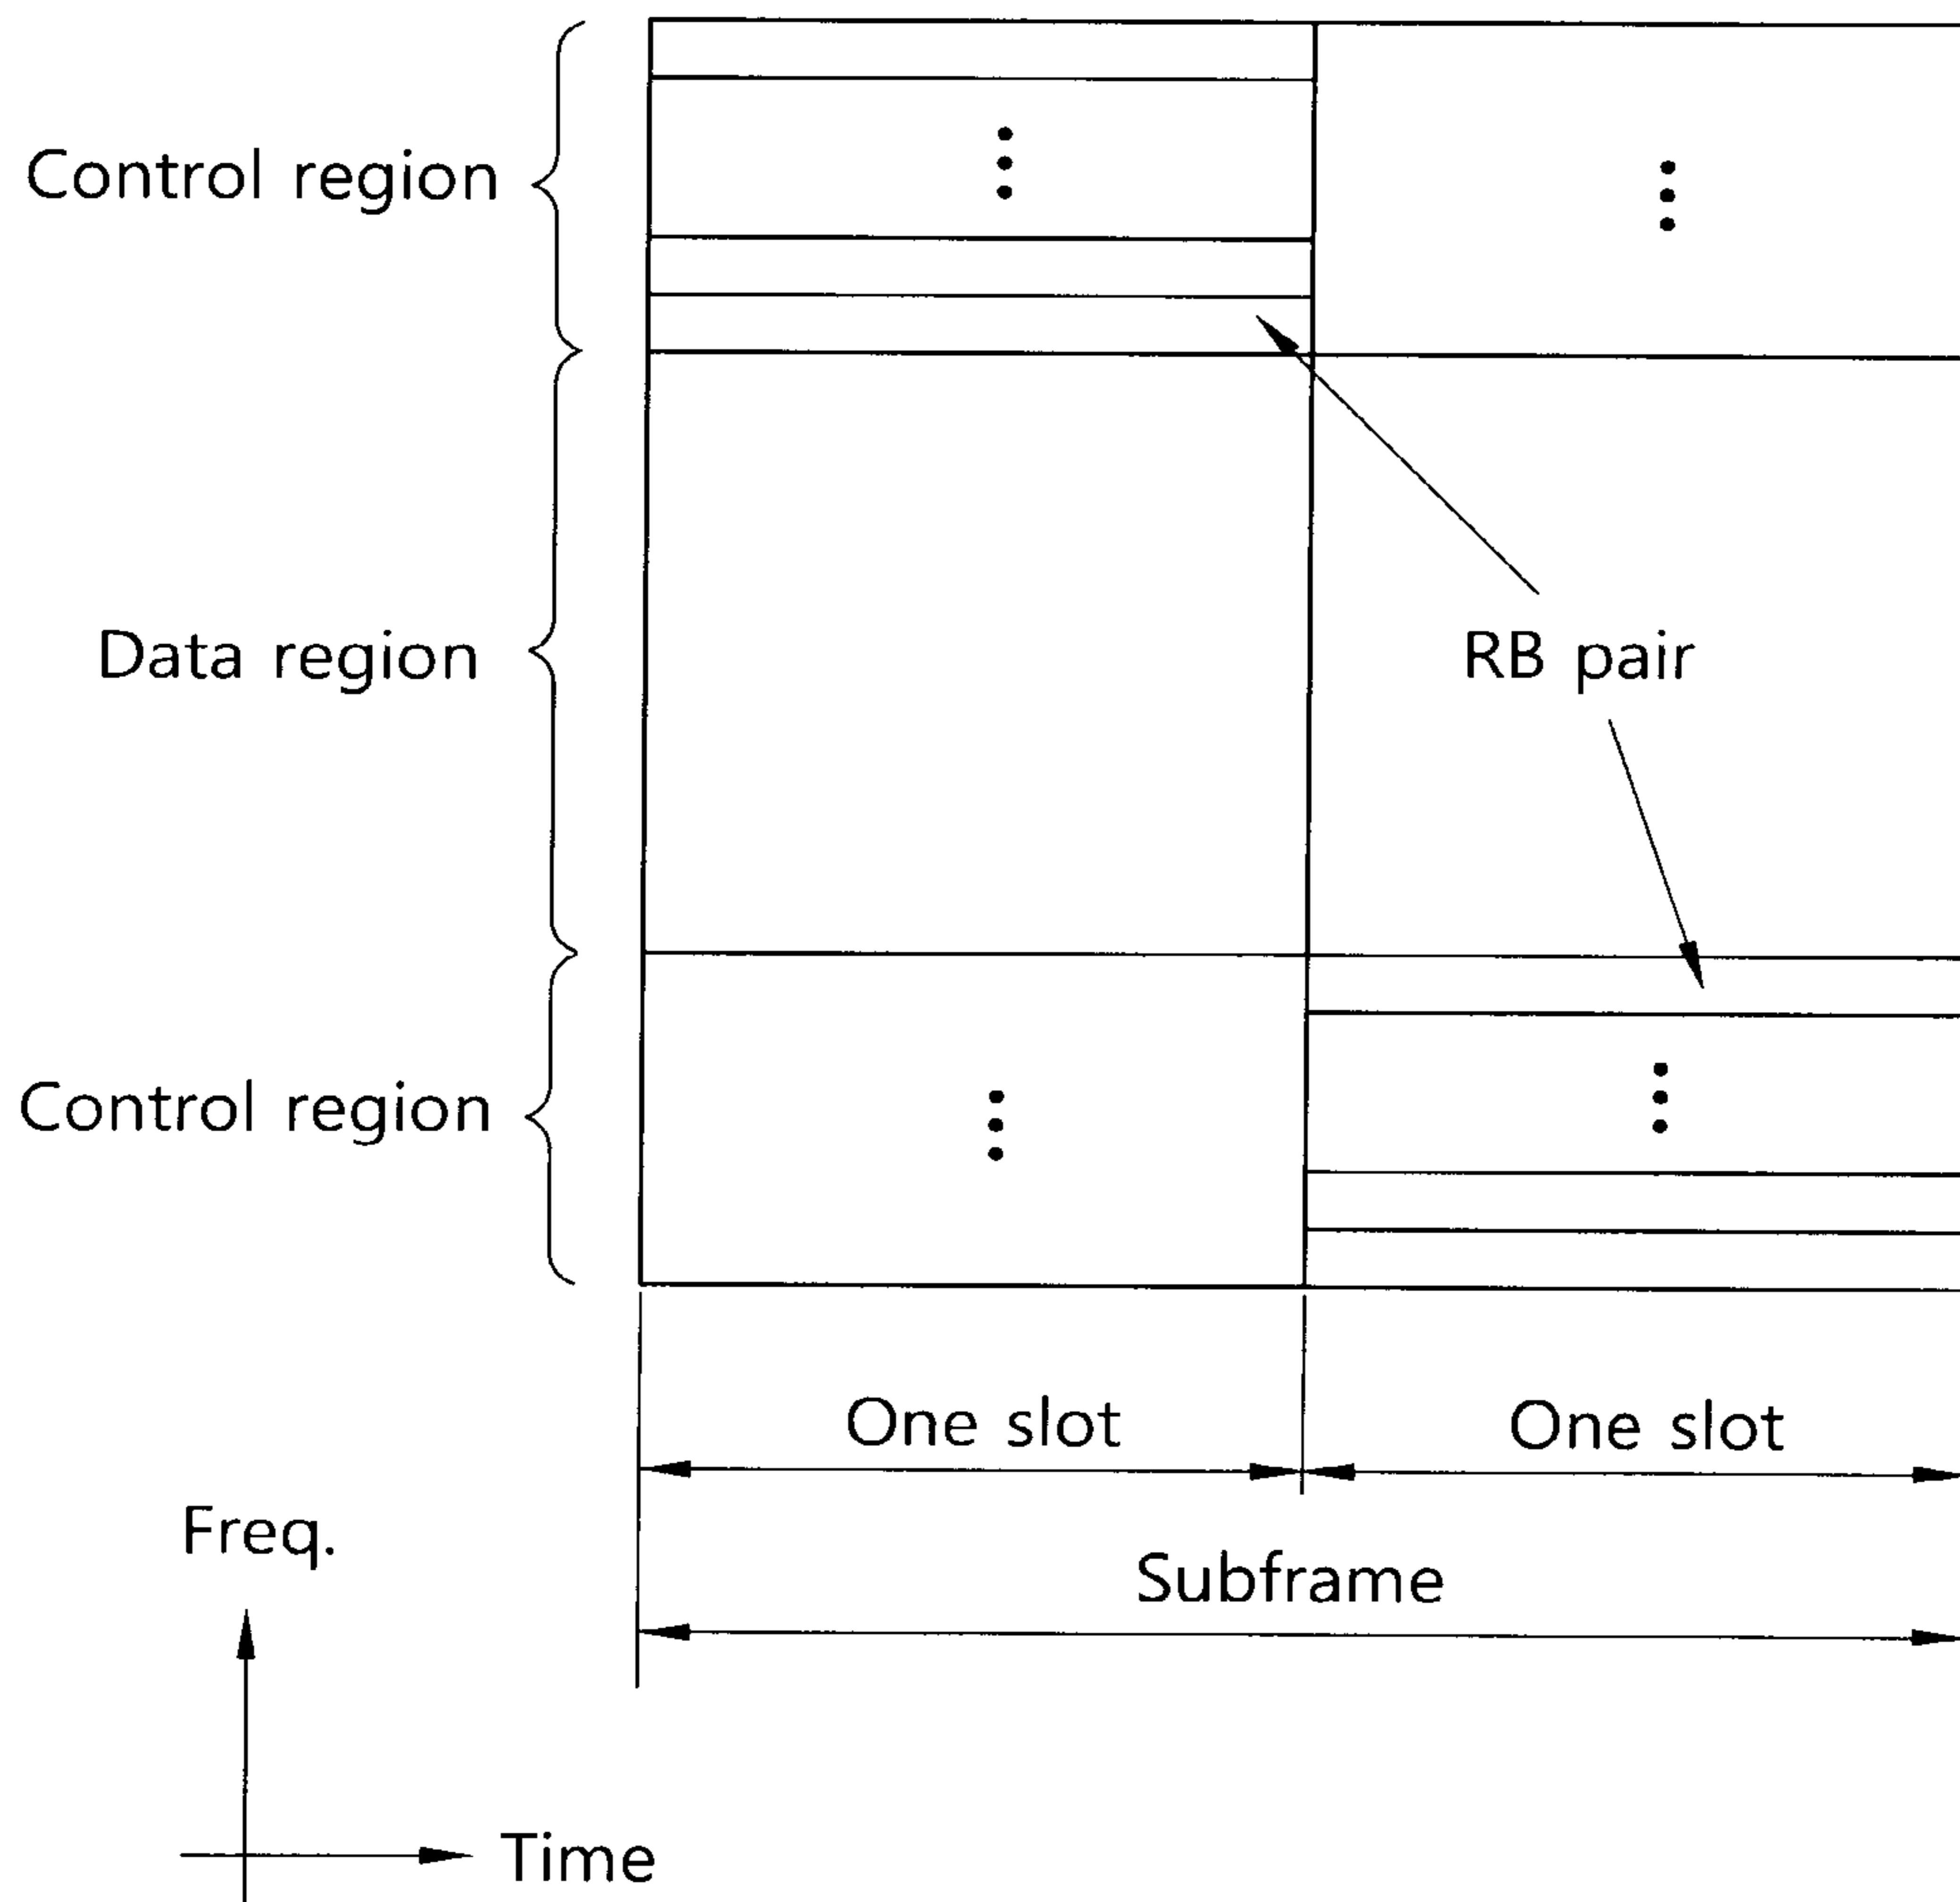 Control region
Data region
RB pair
Control region
One slot
One slot
Freq.
Subframe
Time